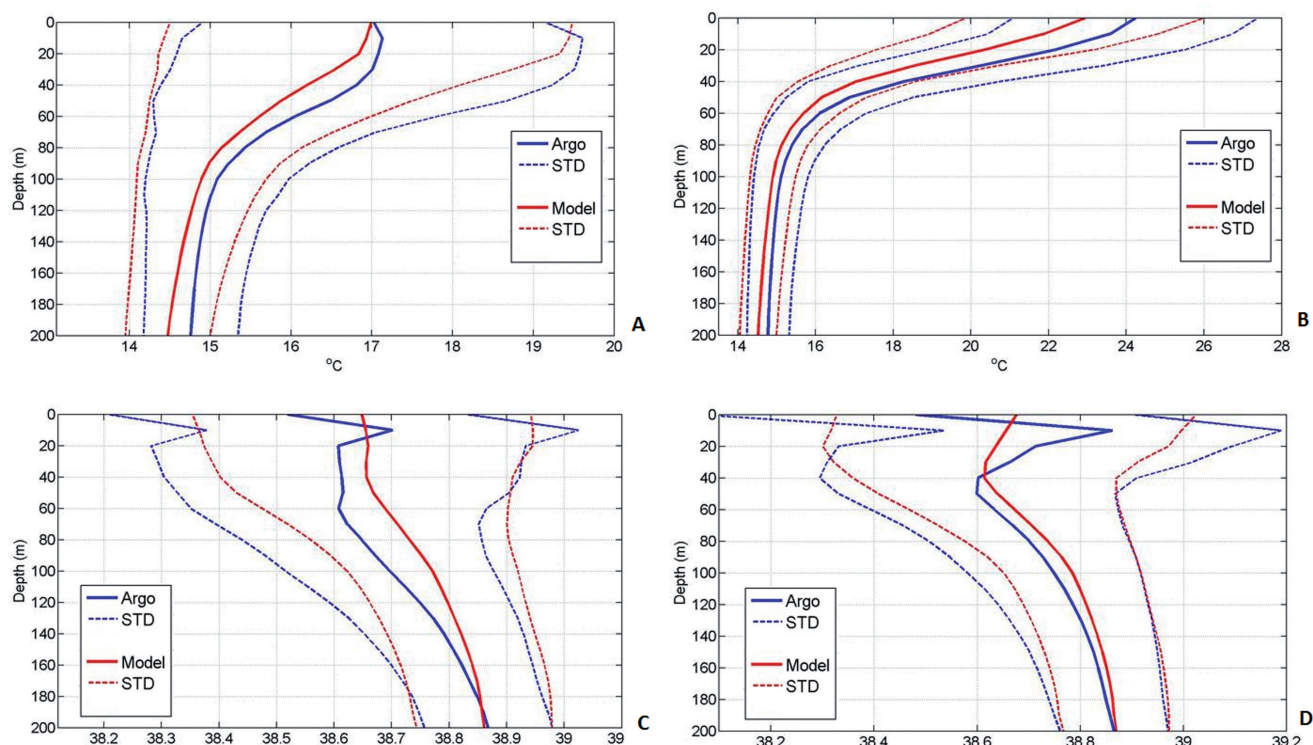 0
20
40
60
80
100
120
140
160
180
200
Depth (m)
14 15 16 17 18 19 20
°C
Argo
STD
Model
STD
A
0
20
40
60
80
100
120
140
160
180
200
Depth (m)
14 16 18 20 22 24 26 28
°C
Argo
STD
Model
STD
B
0
20
40
60
80
100
120
140
160
180
200
Depth (m)
38.2 38.3 38.4 38.5 38.6 38.7 38.8 38.9 39 39.1
Argo
STD
Model
STD
C
0
20
40
60
80
100
120
140
160
180
200
Depth (m)
38.2 38.4 38.6 38.8 39 39.2
Argo
STD
Model
STD
D